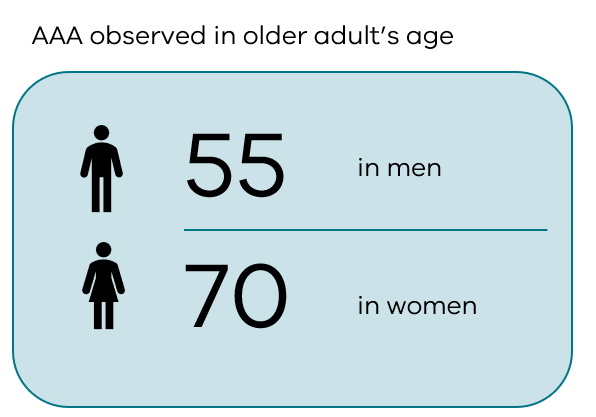 AAA observed in older adult’s age
55 in men
70 in women